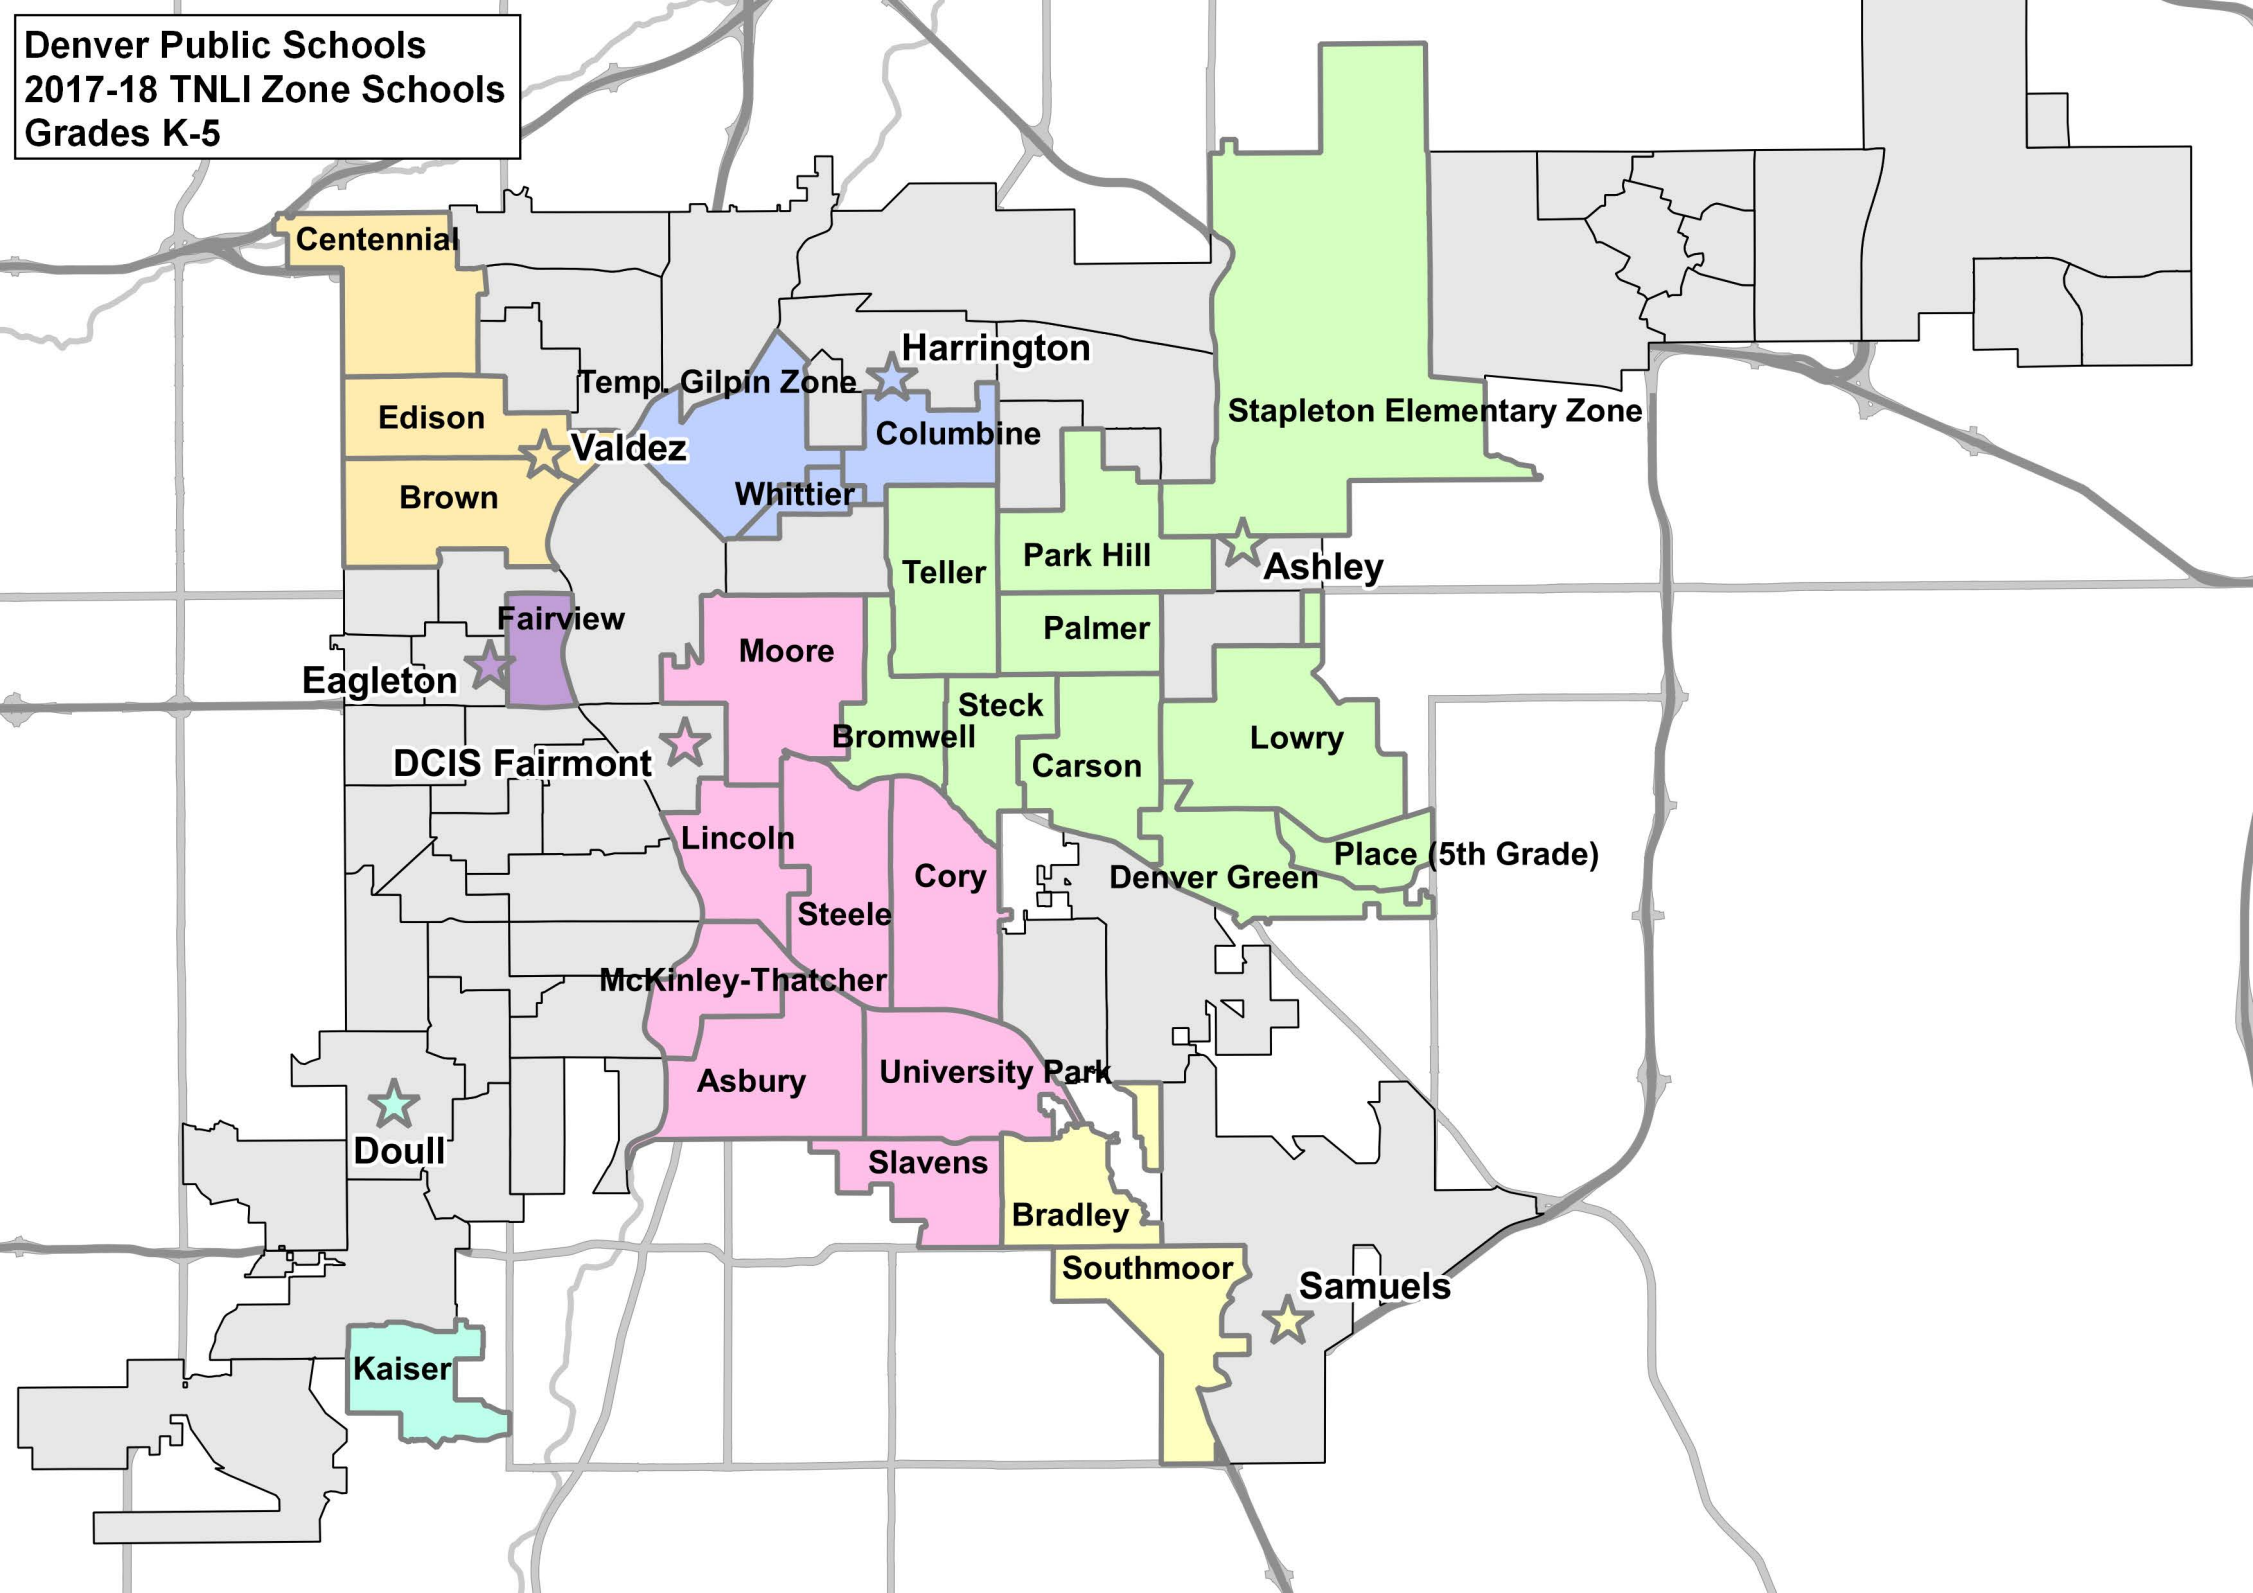 Denver Public Schools
2017-18 TNLI Zone Schools
Grades K-5
Centennial
Harrington
Temp. Gilpin Zone
Edison
Stapleton Elementary Zone
Columbine
Valdez
Brown
Whittier
Park Hill
Ashley
Teller
Fairview
Palmer
Moore
Eagleton
Steck
Bromwell
Lowry
DCIS Fairmont
Carson
Lincoln
Place (5th Grade)
Cory
Denver Green
Steele
McKinley-Thatcher
University Park
Asbury
Doull
Slavens
Bradley
Southmoor
Samuels
Kaiser